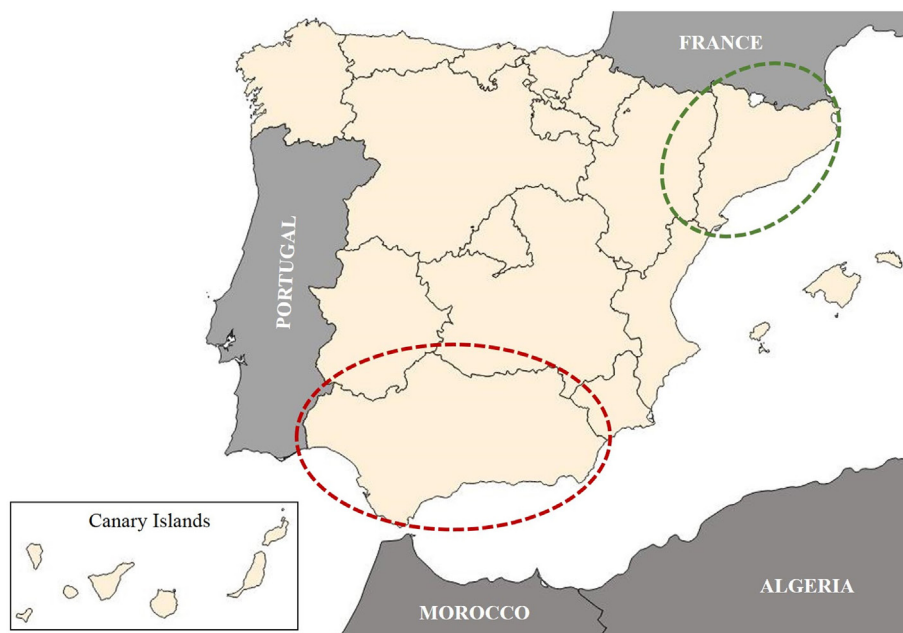 FRANCE
PORTUGAL
Canary Islands
ALGERIA
MOROCCO